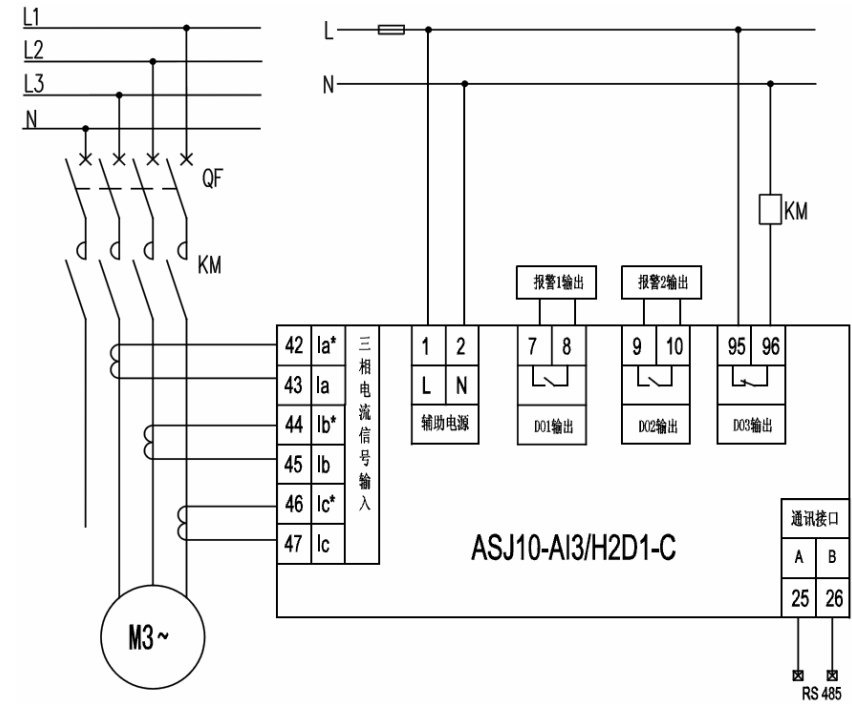 L1
L2
L3
N
L
N
QF
KM
KM
报警1输出
报警2输出
42 Ia*
43 Ia
44 Ib*
45 Ib
46 Ic*
47 Ic
三相电流信号输入
1 2
L N
辅助电源
7 8
DO1输出
9 10
DO2输出
95 96
DO3输出
ASJ10-AI3/H2D1-C
通讯接口
A B
25 26
RS 485
M3~